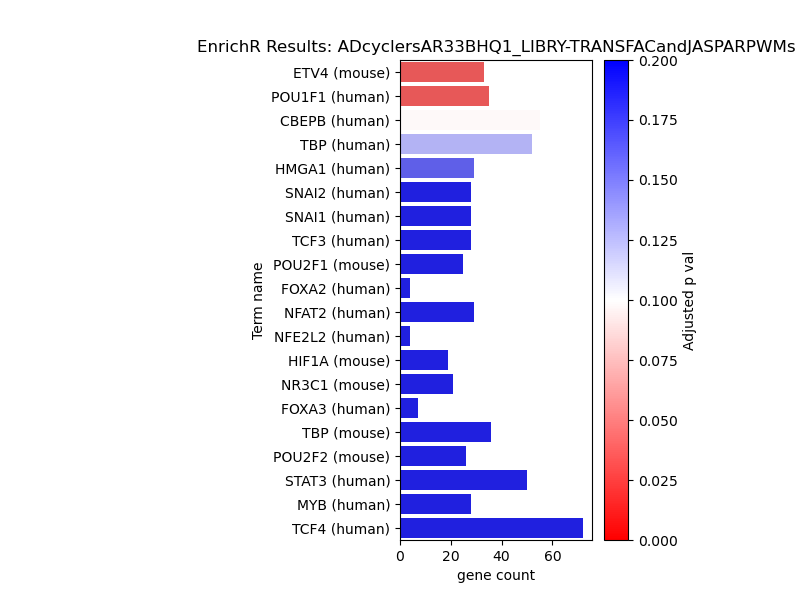 EnrichR Results: ADcyclersAR33BHQ1_LIBRY-TRANSFACandJASPARPWMs
ETV4 (mouse)
POU1F1 (human)
CBEPB (human)
TBP (human)
HMGA1 (human)
SNAI2 (human)
SNAI1 (human)
TCF3 (human)
POU2F1 (mouse)
FOXA2 (human)
NFAT2 (human)
NFE2L2 (human)
HIF1A (mouse)
NR3C1 (mouse)
FOXA3 (human)
TBP (mouse)
POU2F2 (mouse)
STAT3 (human)
MYB (human)
TCF4 (human)
Term name
0 20 40 60
gene count
0.200
0.175
0.150
0.125
0.100
0.075
0.050
0.025
0.000
Adjusted p val